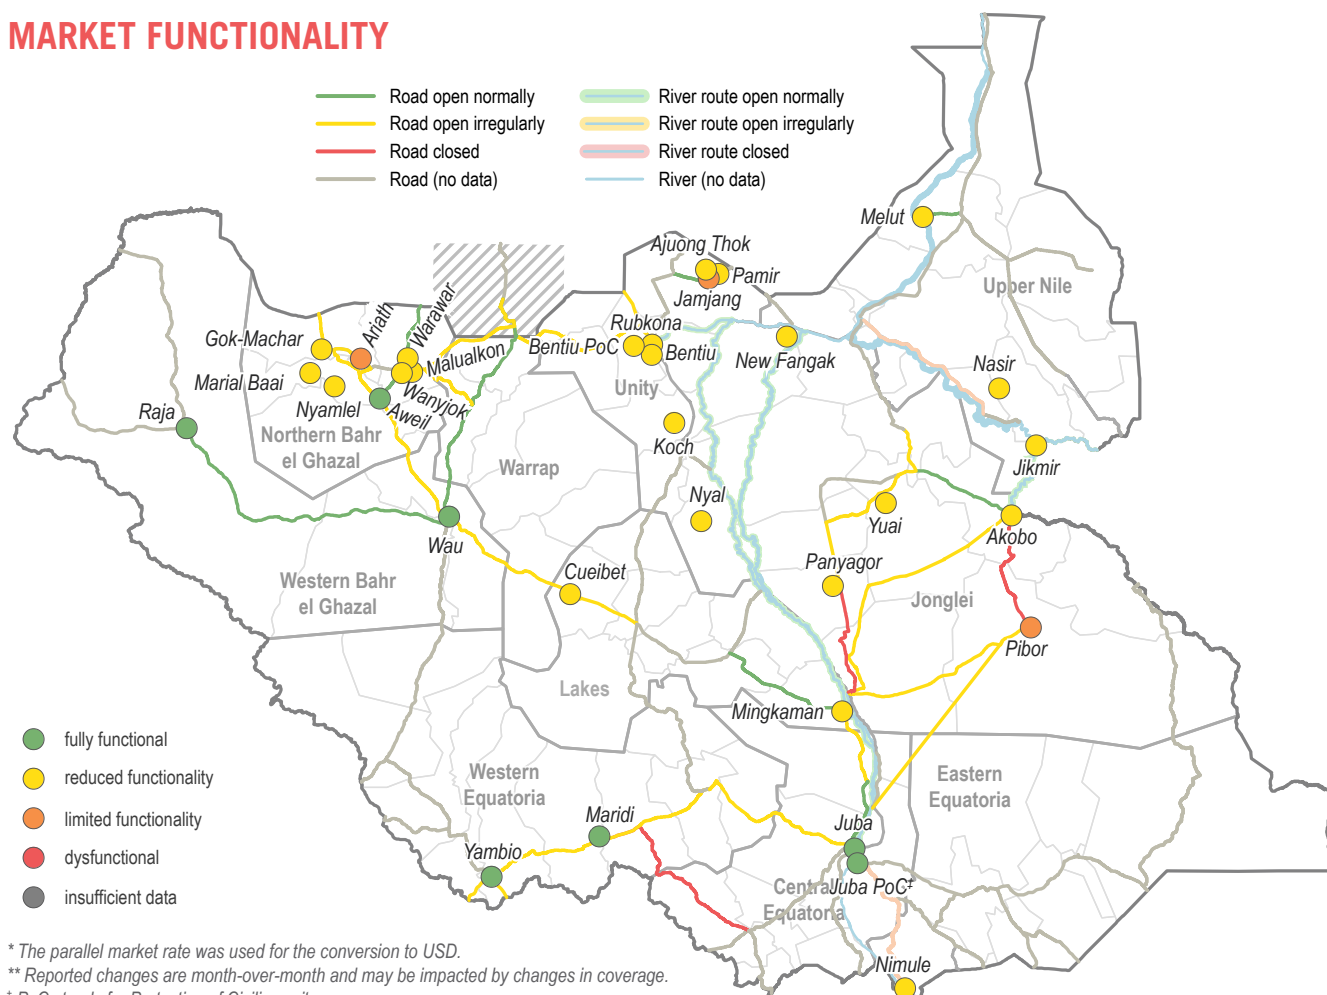 MARKET FUNCTIONALITY
Road open normally
Road open irregularly
Road closed
Road (no data)
River route open normally
River route open irregularly
River route closed
River (no data)
Melut
Ajuong Thok
Pamir
Jamjang
Upper Nile
Warawar
Ariath
Gok-Machar
Rubkona
Bentiu PoC
Bentiu
New Fangak
Malualkon
Marial Baai
Nasir
Unity
Wanyjok
Nyamlel
Aweil
Raja
Northern Bahr
el Ghazal
Koch
Warrap
Jikmir
Nyal
Yuai
Akobo
Wau
Panyagor
Cueibet
Western Bahr
el Ghazal
Jonglei
Pibor
Lakes
Mingkaman
fully functional
reduced functionality
limited functionality
dysfunctional
insufficient data
Western
Equatoria
Eastern
Equatoria
Maridi
Juba
Yambio
Juba PoC‡
Central
Equatoria
Nimule
* The parallel market rate was used for the conversion to USD.
** Reported changes are month-over-month and may be impacted by changes in coverage.